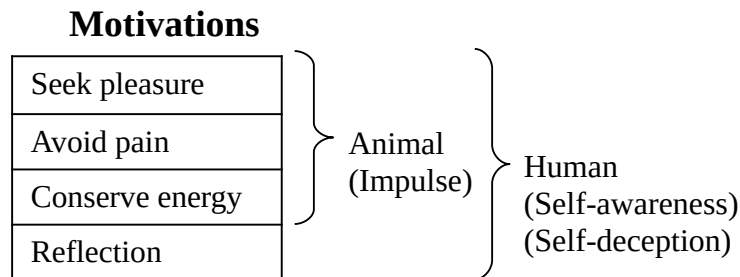 Motivations
Seek pleasure
Avoid pain
Conserve energy
Reflection
Animal
(Impulse)
Human
(Self-awareness)
(Self-deception)